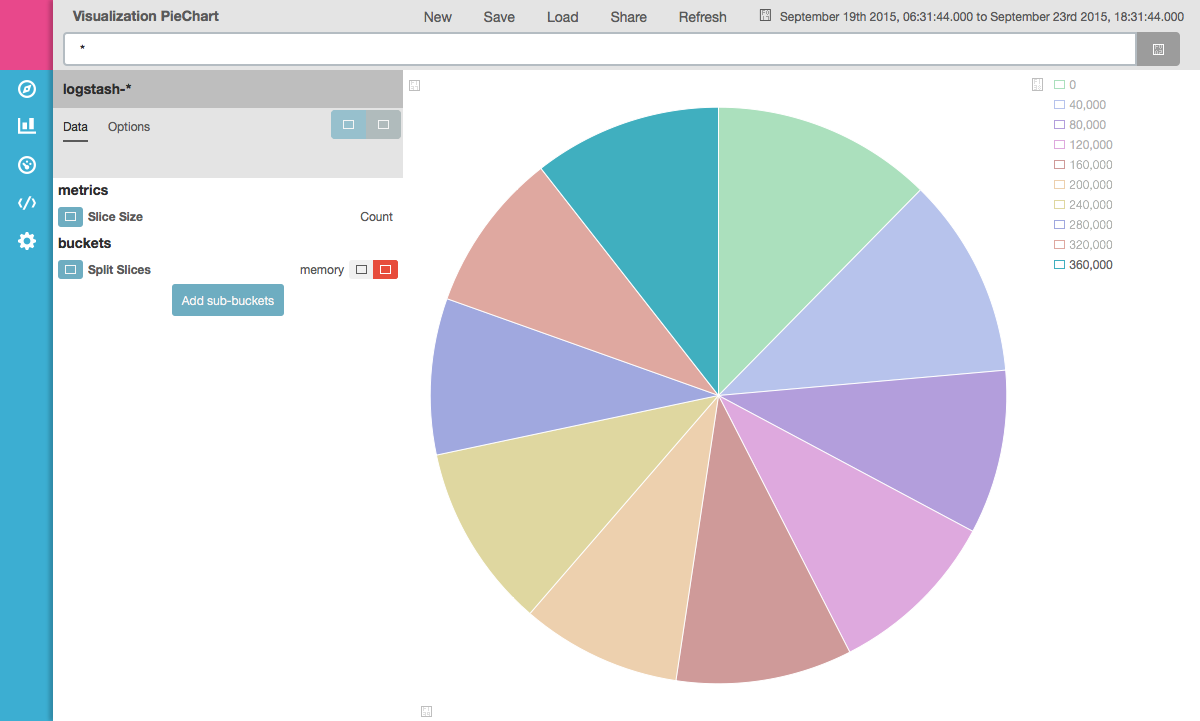 Visualization PieChart New Save Load Share Refresh September 19th 2015, 06:31:44.000 to September 23rd 2015, 18:31:44.000
*
logstash-*
Data Options
metrics
Slice Size Count
buckets
Split Slices memory
Add sub-buckets
0
40,000
80,000
120,000
160,000
200,000
240,000
280,000
320,000
360,000